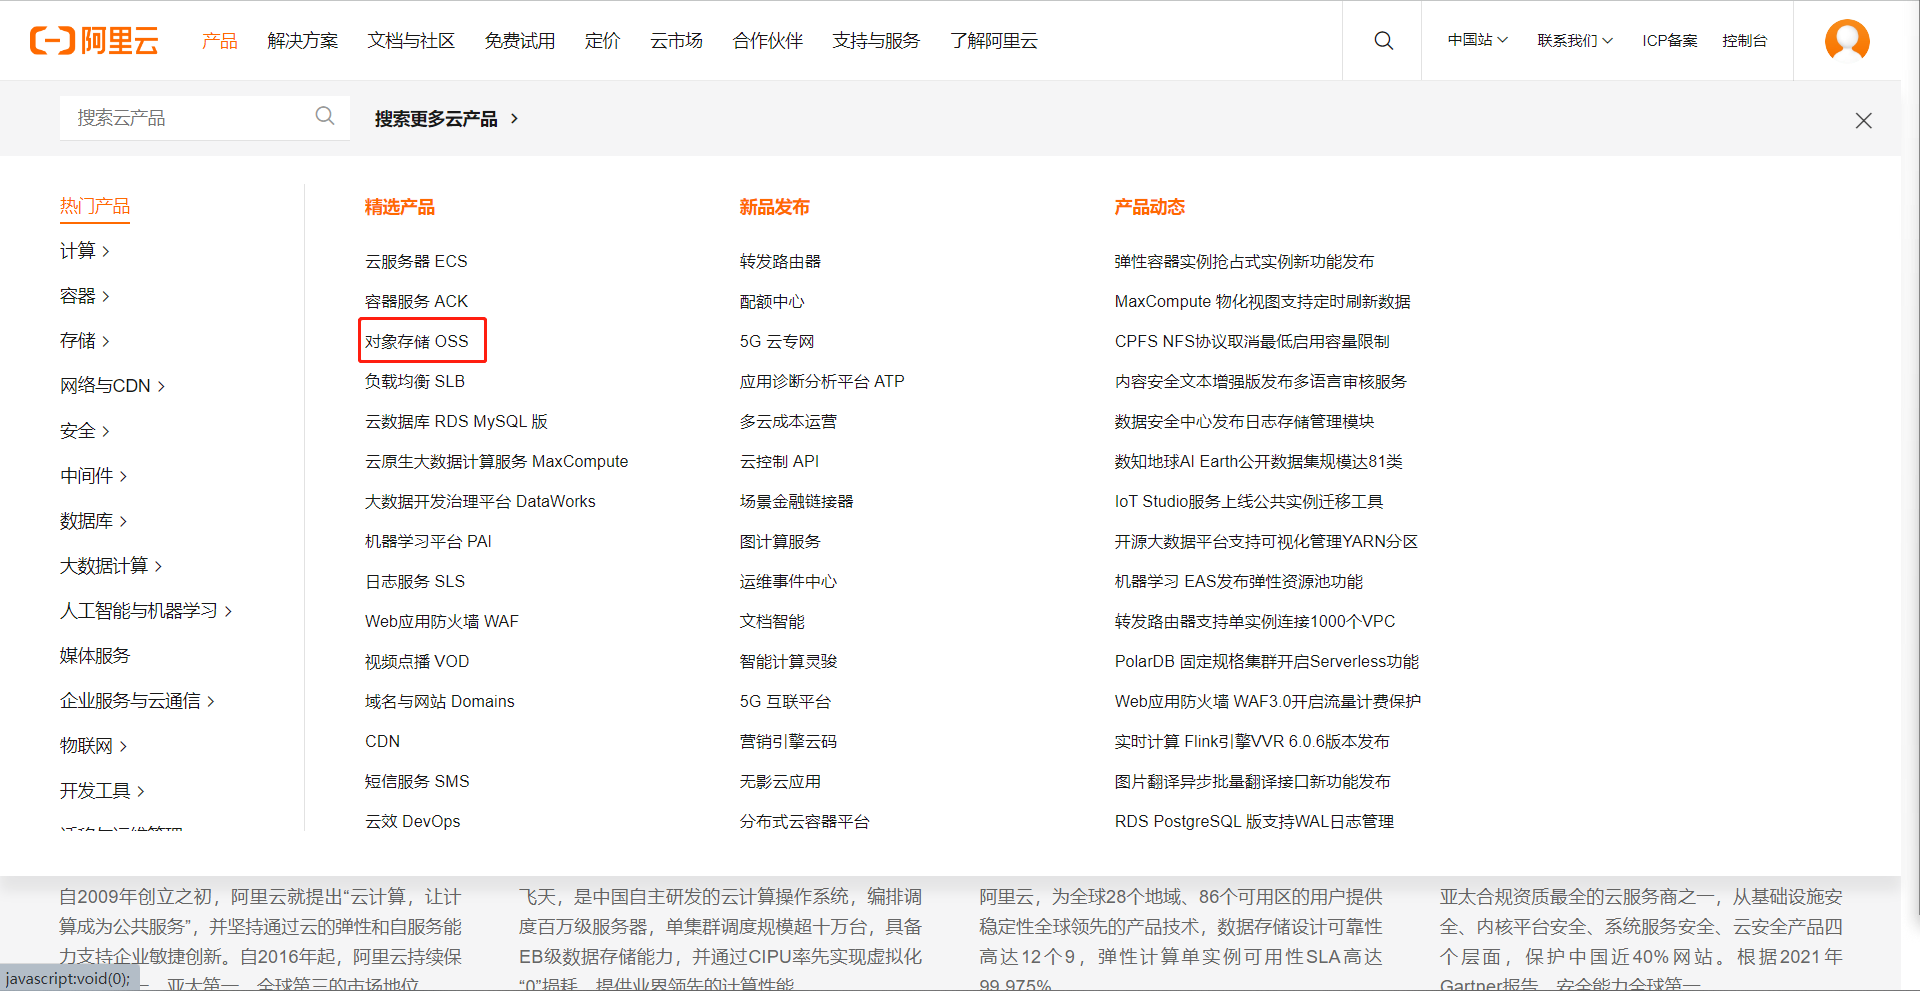 阿里云 产品 解决方案 文档与社区 免费试用 定价 云市场 合作伙伴 支持与服务 了解阿里云 中国站 联系我们 ICP备案 控制台
搜索云产品 搜索更多云产品
热门产品
计算
容器
存储
网络与CDN
安全
中间件
数据库
大数据计算
人工智能与机器学习
媒体服务
企业服务与云通信
物联网
开发工具
迁移与运维管理
精选产品
云服务器 ECS
容器服务 ACK
对象存储 OSS
负载均衡 SLB
云数据库 RDS MySQL 版
云原生大数据计算服务 MaxCompute
大数据开发治理平台 DataWorks
机器学习平台 PAI
日志服务 SLS
Web应用防火墙 WAF
视频点播 VOD
域名与网站 Domains
CDN
短信服务 SMS
云效 DevOps
新品发布
转发路由器
配额中心
5G 云专网
应用诊断分析平台 ATP
多云成本运营
云控制 API
场景金融链接器
图计算服务
运维事件中心
文档智能
智能计算灵骏
5G 互联平台
营销引擎云码
无影云应用
分布式云容器平台
产品动态
弹性容器实例抢占式实例新功能发布
MaxCompute 物化视图支持定时刷新数据
CPFS NFS协议取消最低启用容量限制
内容安全文本增强版发布多语言审核服务
数据安全中心发布日志存储管理模块
数知地球AI Earth公开数据集规模达81类
IoT Studio服务上线公共实例迁移工具
开源大数据平台支持可视化管理YARN分区
机器学习 EAS发布弹性资源池功能
转发路由器支持单实例连接1000个VPC
PolarDB 固定规格集群开启Serverless功能
Web应用防火墙 WAF3.0开启流量计费保护
实时计算 Flink引擎VVR 6.0.6版本发布
图片翻译异步批量翻译接口新功能发布
RDS PostgreSQL 版支持WAL日志管理
自2009年创立之初，阿里云就提出“云计算，让计
算成为公共服务”，并坚持通过云的弹性和自服务能
力支持企业敏捷创新。自2016年起，阿里云持续保
一，亚太第一，全球第三的市场地位
飞天，是中国自主研发的云计算操作系统，编排调
度百万级服务器，单集群调度规模超十万台，具备
EB级数据存储能力，并通过CIPU率先实现虚拟化
“0”损耗，提供业界领先的计算性能
阿里云，为全球28个地域、86个可用区的用户提供
稳定性全球领先的产品技术，数据存储设计可靠性
高达12个9，弹性计算单实例可用性SLA高达
99.975%
亚太合规资质最全的云服务商之一，从基础设施安
全、内核平台安全、系统服务安全、云安全产品四
个层面，保护中国近40%网站。根据2021年
Gartner报告，安全能力全球第一
javascript:void(0);